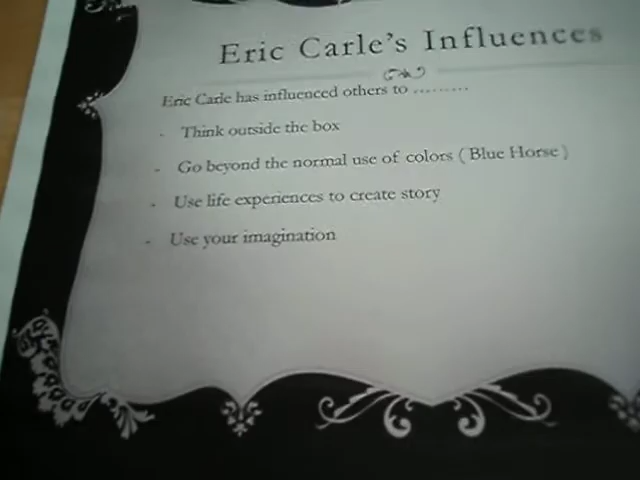 Eric Carle's Influences
Eric Carle has influenced others to .........
- Think outside the box
- Go beyond the normal use of colors ( Blue Horse )
- Use life experiences to create story
- Use your imagination